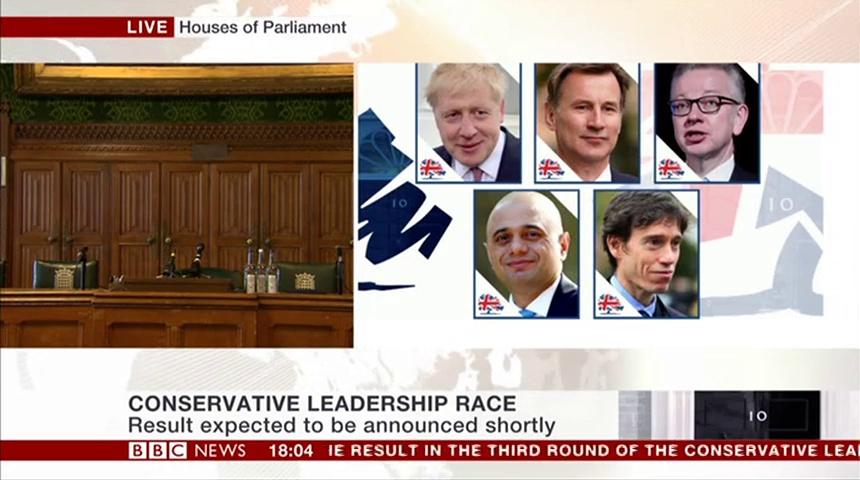 LIVE Houses of Parliament
10
10
CONSERVATIVE LEADERSHIP RACE
Result expected to be announced shortly
10
BBC NEWS 18:04 IE RESULT IN THE THIRD ROUND OF THE CONSERVATIVE LEA